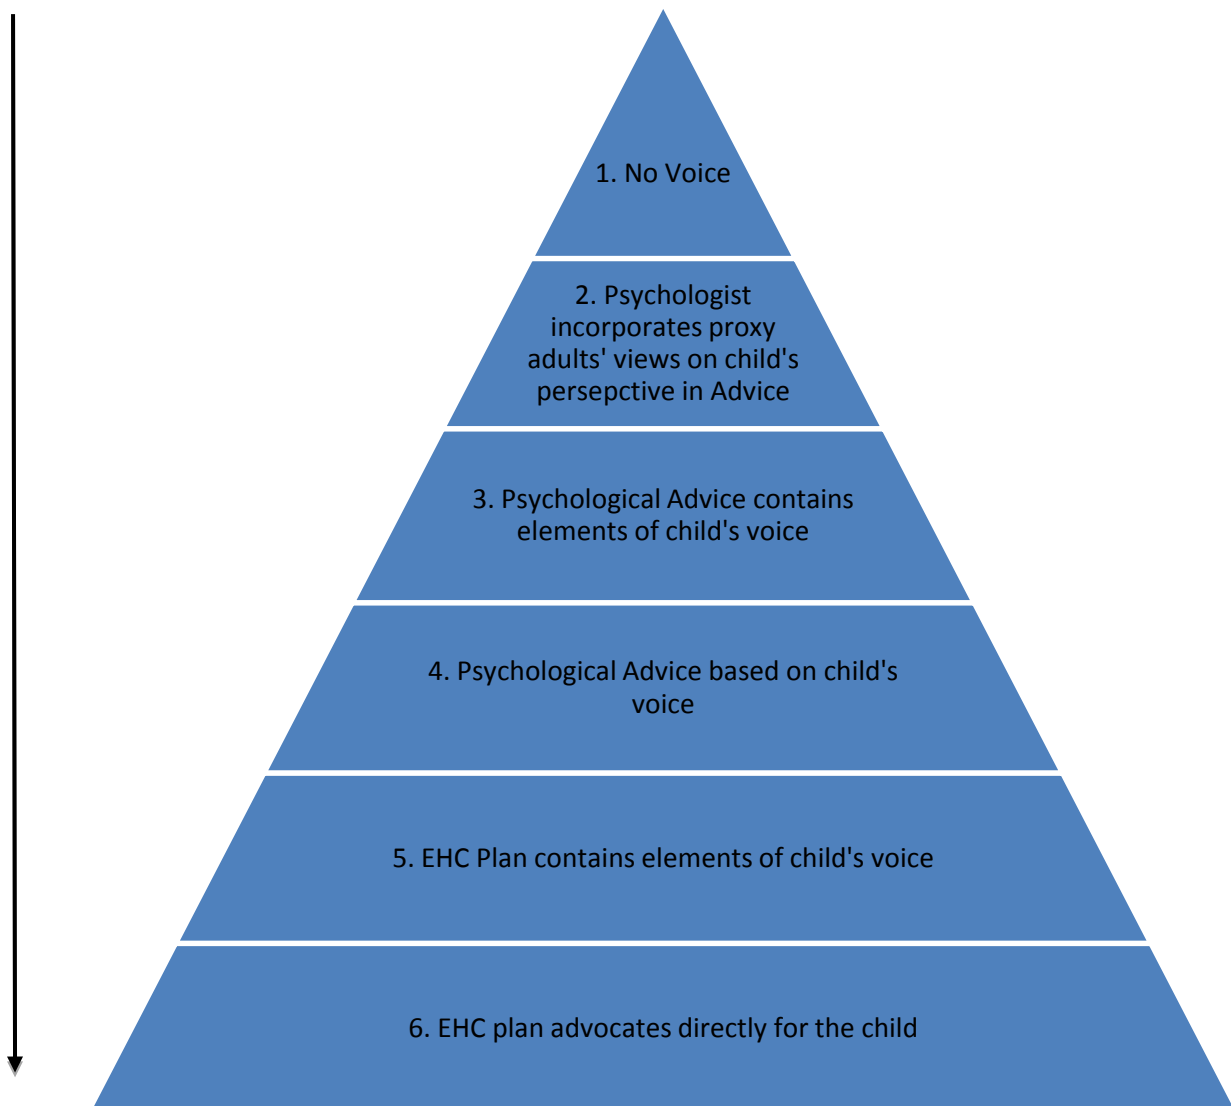 1. No Voice
2. Psychologist
incorporates proxy
adults' views on child's
persepctive in Advice
3. Psychological Advice contains
elements of child's voice
4. Psychological Advice based on child's
voice
5. EHC Plan contains elements of child's voice
6. EHC plan advocates directly for the child